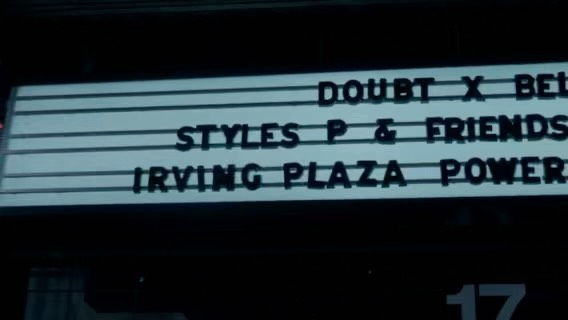 DOUBT X
STYLES P & FRIENDS
IRVING PLAZA POWER
17